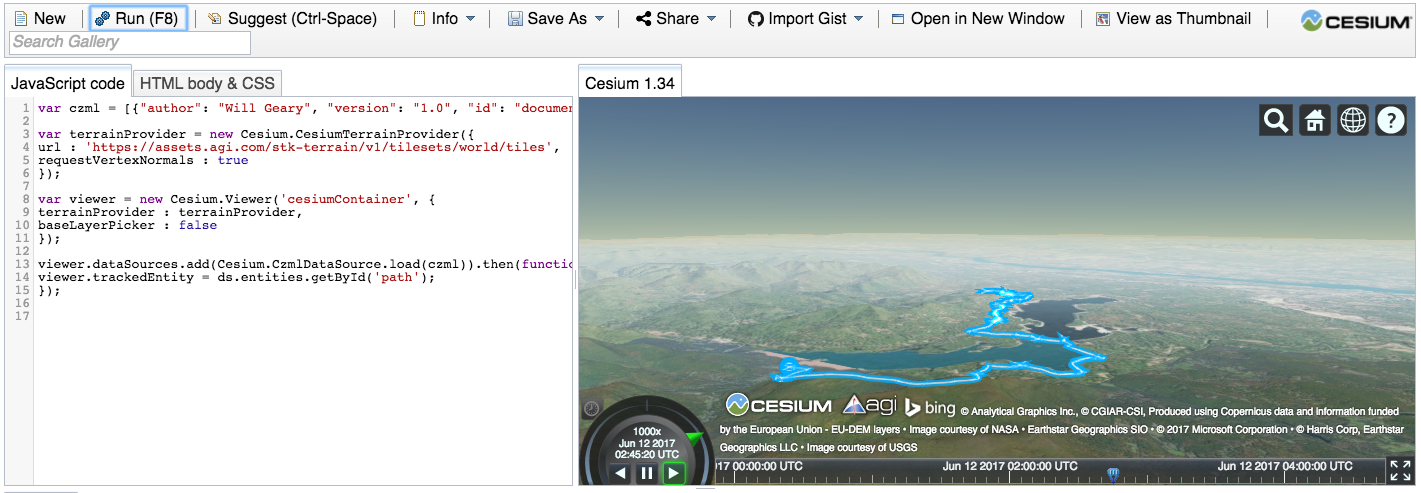 New Run (F8) Suggest (Ctrl-Space) Info Save As Share Import Gist Open in New Window View as Thumbnail CESIUM
Search Gallery
JavaScript code HTML body & CSS
1 var czml = [{"author": "Will Geary", "version": "1.0", "id": "documen
2
3 var terrainProvider = new Cesium.CesiumTerrainProvider({
4 url : 'https://assets.agi.com/stk-terrain/v1/tilesets/world/tiles',
5 requestVertexNormals : true
6 });
7
8 var viewer = new Cesium.Viewer('cesiumContainer', {
9 terrainProvider : terrainProvider,
10 baseLayerPicker : false
11 });
12
13 viewer.dataSources.add(Cesium.CzmlDataSource.load(czml)).then(functio
14 viewer.trackedEntity = ds.entities.getById('path');
15 });
16
17
Cesium 1.34
?
CESIUM agi bing © Analytical Graphics Inc., © CGIAR-CSI, Produced using Copernicus data and information funded
by the European Union - EU-DEM layers • Image courtesy of NASA • Earthstar Geographics SIO • © 2017 Microsoft Corporation • © Harris Corp, Earthstar
Geographics LLC • Image courtesy of USGS
1000x
Jun 12 2017
02:45:20 UTC
017 00:00:00 UTC Jun 12 2017 02:00:00 UTC Jun 12 2017 04:00:00 UTC